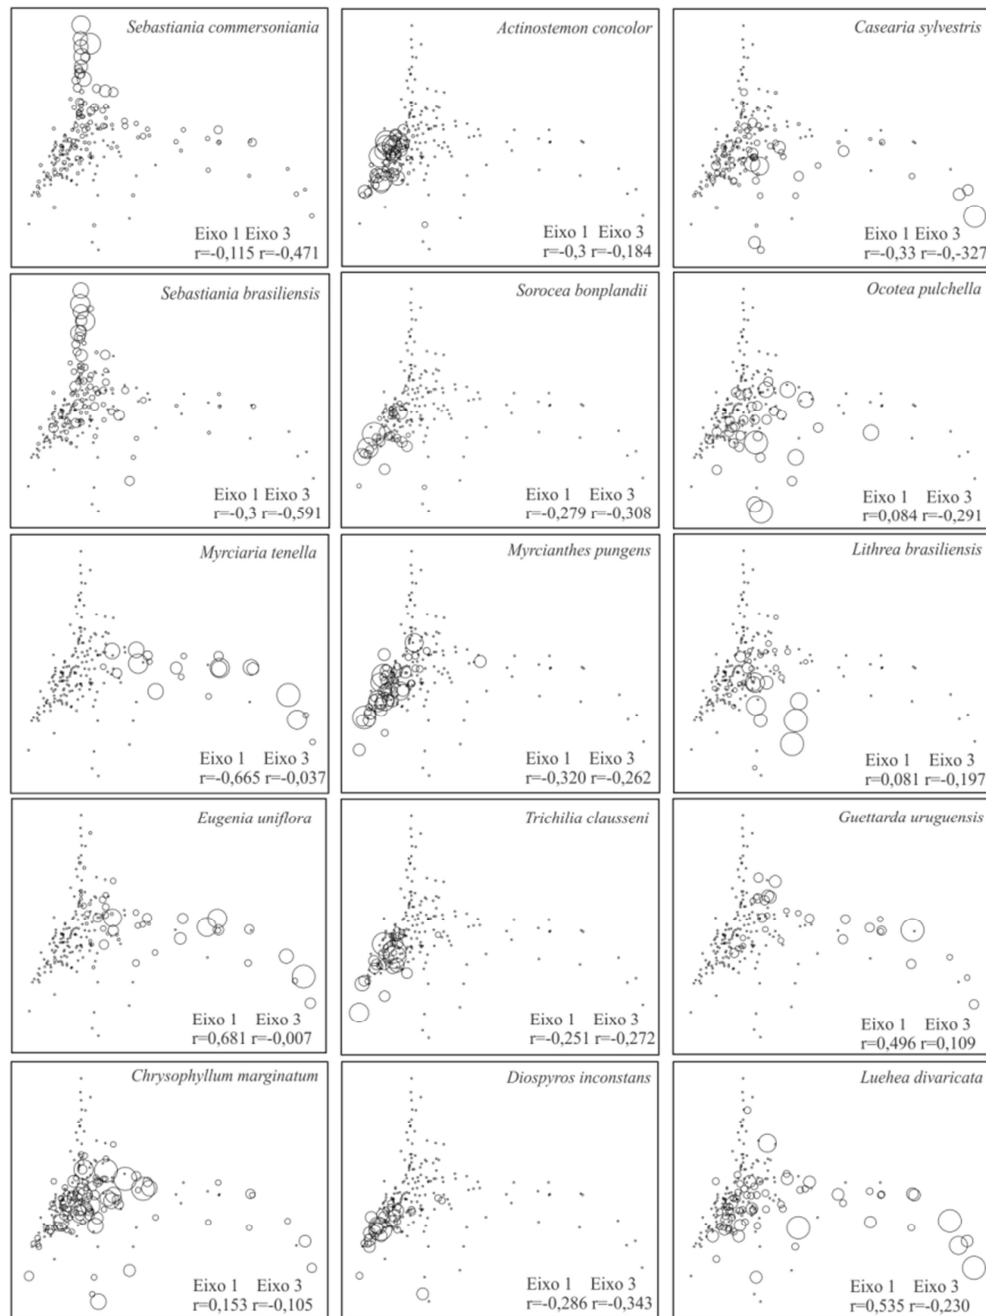 Sebastiania commersoniana
Eixo 1 Eixo 3
r=-0,115 r=-0,471
Actinostemon concolor
Eixo 1 Eixo 3
r=-0,3 r=-0,184
Casearia sylvestris
Eixo 1 Eixo 3
r=-0,33 r=-0,-327
Sebastiania brasiliensis
Eixo 1 Eixo 3
r=-0,3 r=-0,591
Sorocea bonplandii
Eixo 1 Eixo 3
r=-0,279 r=-0,308
Ocotea pulchella
Eixo 1 Eixo 3
r=0,084 r=-0,291
Myrciaria tenella
Eixo 1 Eixo 3
r=-0,665 r=-0,037
Myrcianthes pungens
Eixo 1 Eixo 3
r=-0,320 r=-0,262
Lithrea brasiliensis
Eixo 1 Eixo 3
r=0,081 r=-0,197
Eugenia uniflora
Eixo 1 Eixo 3
r=0,681 r=-0,007
Trichilia clausseni
Eixo 1 Eixo 3
r=-0,251 r=-0,272
Guettarda uruguensis
Eixo 1 Eixo 3
r=0,496 r=0,109
Chrysophyllum marginatum
Eixo 1 Eixo 3
r=0,153 r=-0,105
Diospyros inconstans
Eixo 1 Eixo 3
r=-0,286 r=-0,343
Luehea divaricata
Eixo 1 Eixo 3
r=0,535 r=-0,230